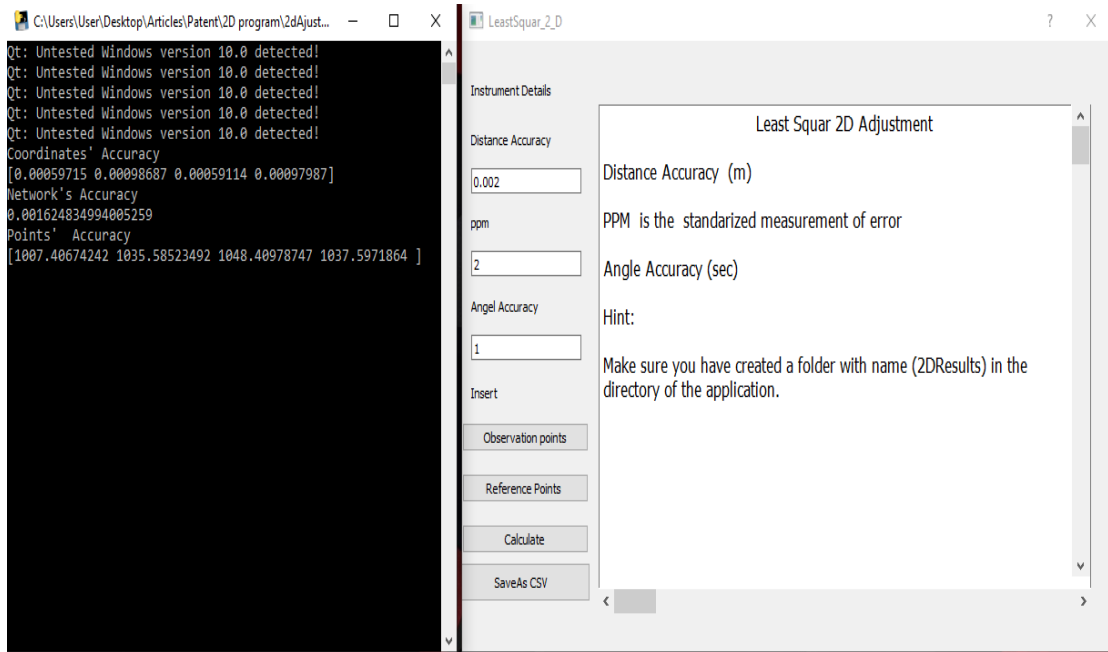 C:\Users\User\Desktop\Articles\Patent\2D program\2dAjust...
Qt: Untested Windows version 10.0 detected!
Qt: Untested Windows version 10.0 detected!
Qt: Untested Windows version 10.0 detected!
Qt: Untested Windows version 10.0 detected!
Qt: Untested Windows version 10.0 detected!
Coordinates' Accuracy
[0.00059715 0.00098687 0.00059114 0.00097987]
Network's Accuracy
0.001624834994005259
Points'  Accuracy
[1007.40674242 1035.58523492 1048.40978747 1037.5971864 ]
LeastSquar_2_D
Instrument Details
Distance Accuracy
0.002
ppm
2
Angel Accuracy
1
Insert
Observation points
Reference Points
Calculate
SaveAs CSV
Least Squar 2D Adjustment
Distance Accuracy  (m)
PPM  is the  standarized measurement of error
Angle Accuracy (sec)
Hint:
Make sure you have created a folder with name (2DResults) in the
directory of the application.